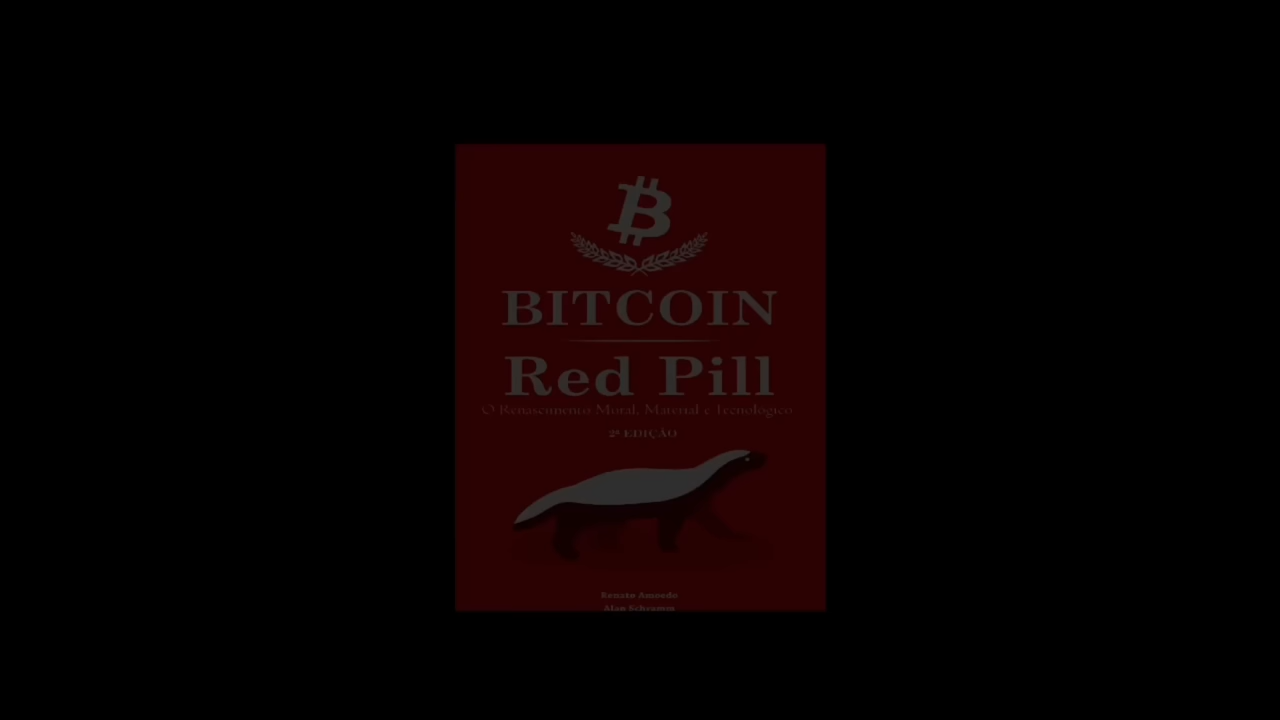 BITCOIN
Red Pill
O Renascimento Moral, Material e Tecnológico
2ª EDIÇÃO
Renato Amoedo
Alan Schramm